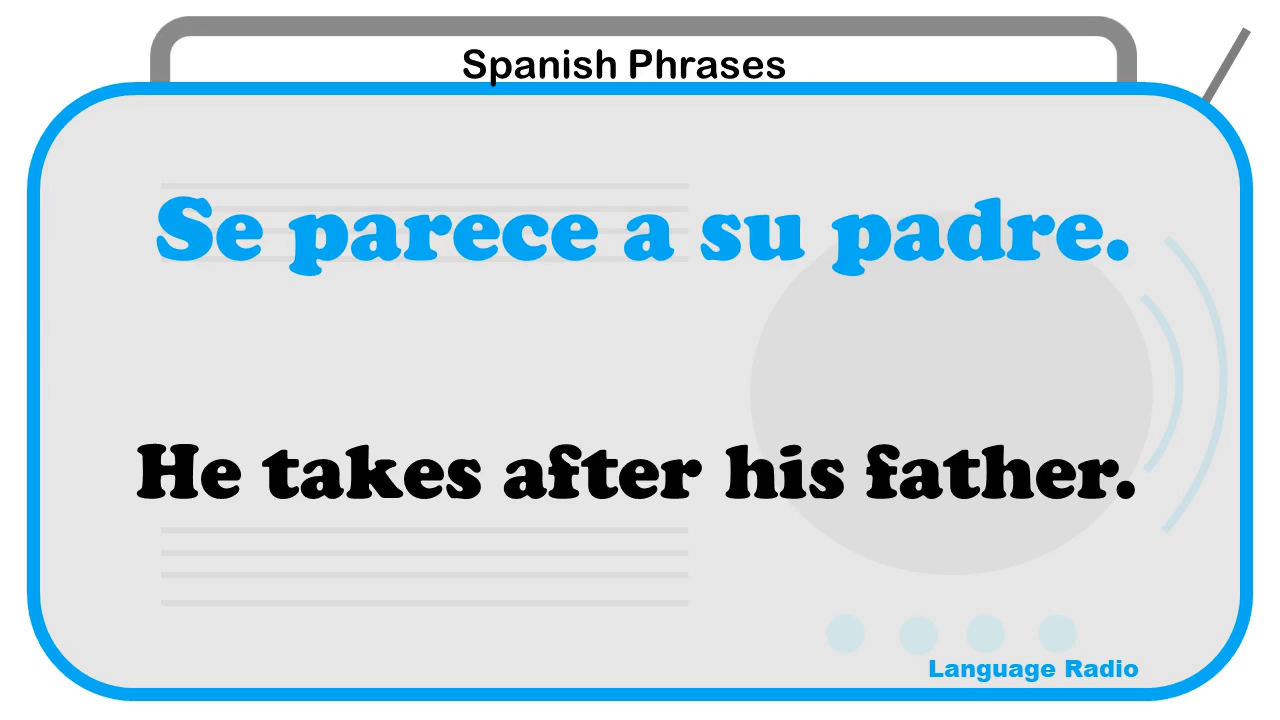 Spanish Phrases
Se parece a su padre.
He takes after his father.
Language Radio